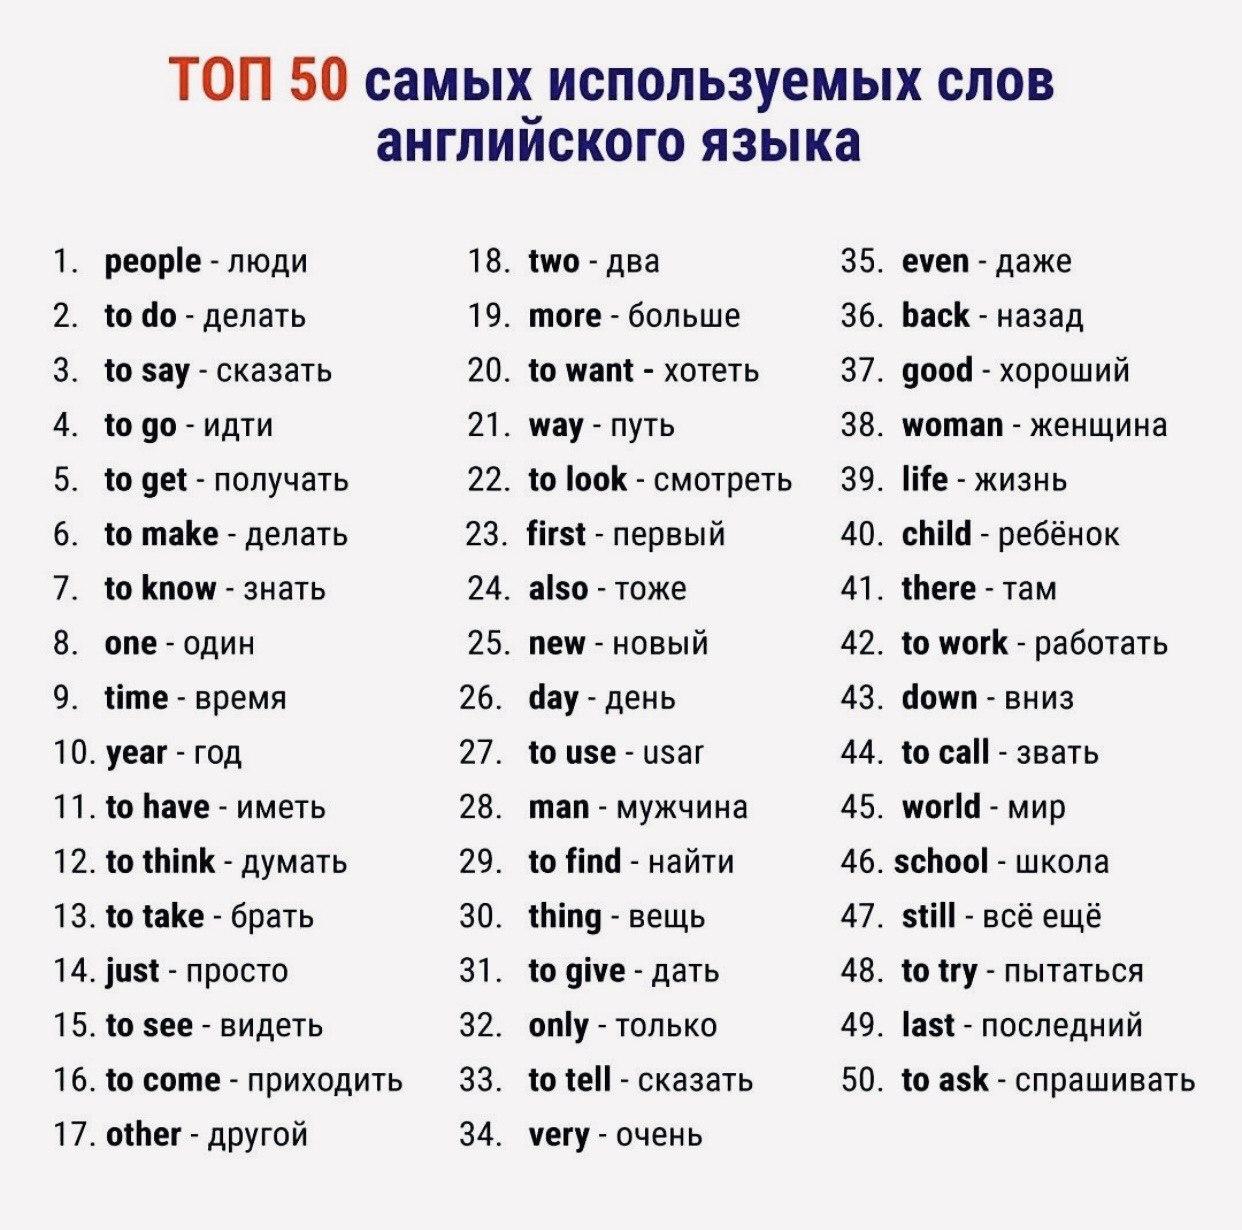 ТОП 50 самых используемых слов
английского языка
1. people - люди
2. to do - делать
3. to say - сказать
4. to go - идти
5. to get - получать
6. to make - делать
7. to know - знать
8. one - один
9. time - время
10. year - год
11. to have - иметь
12. to think - думать
13. to take - брать
14. just - просто
15. to see - видеть
16. to come - приходить
17. other - другой
18. two - два
19. more - больше
20. to want - хотеть
21. way - путь
22. to look - смотреть
23. first - первый
24. also - тоже
25. new - новый
26. day - день
27. to use - usar
28. man - мужчина
29. to find - найти
30. thing - вещь
31. to give - дать
32. only - только
33. to tell - сказать
34. very - очень
35. even - даже
36. back - назад
37. good - хороший
38. woman - женщина
39. life - жизнь
40. child - ребёнок
41. there - там
42. to work - работать
43. down - вниз
44. to call - звать
45. world - мир
46. school - школа
47. still - всё ещё
48. to try - пытаться
49. last - последний
50. to ask - спрашивать